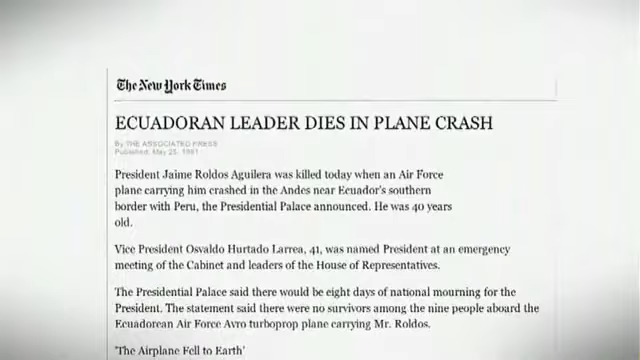 The New York Times
ECUADORAN LEADER DIES IN PLANE CRASH
By THE ASSOCIATED PRESS
Published: May 25, 1981
President Jaime Roldos Aguilera was killed today when an Air Force
plane carrying him crashed in the Andes near Ecuador's southern
border with Peru, the Presidential Palace announced. He was 40 years
old.
Vice President Osvaldo Hurtado Larrea, 41, was named President at an emergency
meeting of the Cabinet and leaders of the House of Representatives.
The Presidential Palace said there would be eight days of national mourning for the
President. The statement said there were no survivors among the nine people aboard the
Ecuadorean Air Force Avro turboprop plane carrying Mr. Roldos.
'The Airplane Fell to Earth'